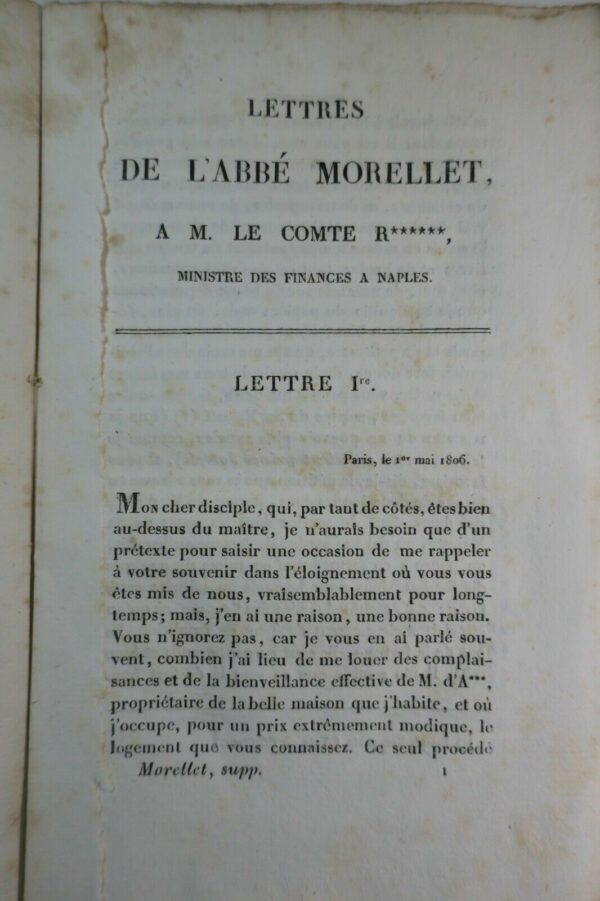 LETTRES
DE L'ABBÉ MORELLET,
A M. LE COMTE R******,
MINISTRE DES FINANCES A NAPLES.
LETTRE Ire.
Paris, le 1er mai 1806.
MON cher disciple, qui, par tant de côtés, êtes bien
au-dessus du maître, je n'aurais besoin que d'un
prétexte pour saisir une occasion de me rappeler
à votre souvenir dans l'éloignement où vous vous
êtes mis de nous, vraisemblablement pour long-
temps; mais, j'en ai une raison, une bonne raison.
Vous n'ignorez pas, car je vous en ai parlé sou-
vent, combien j'ai lieu de me louer des complai-
sances et de la bienveillance effective de M. d'A***,
propriétaire de la belle maison que j'habite, et où
j'occupe, pour un prix extrêmement modique, le
logement que vous connaissez. Ce seul procédé
Morellet, supp. 1